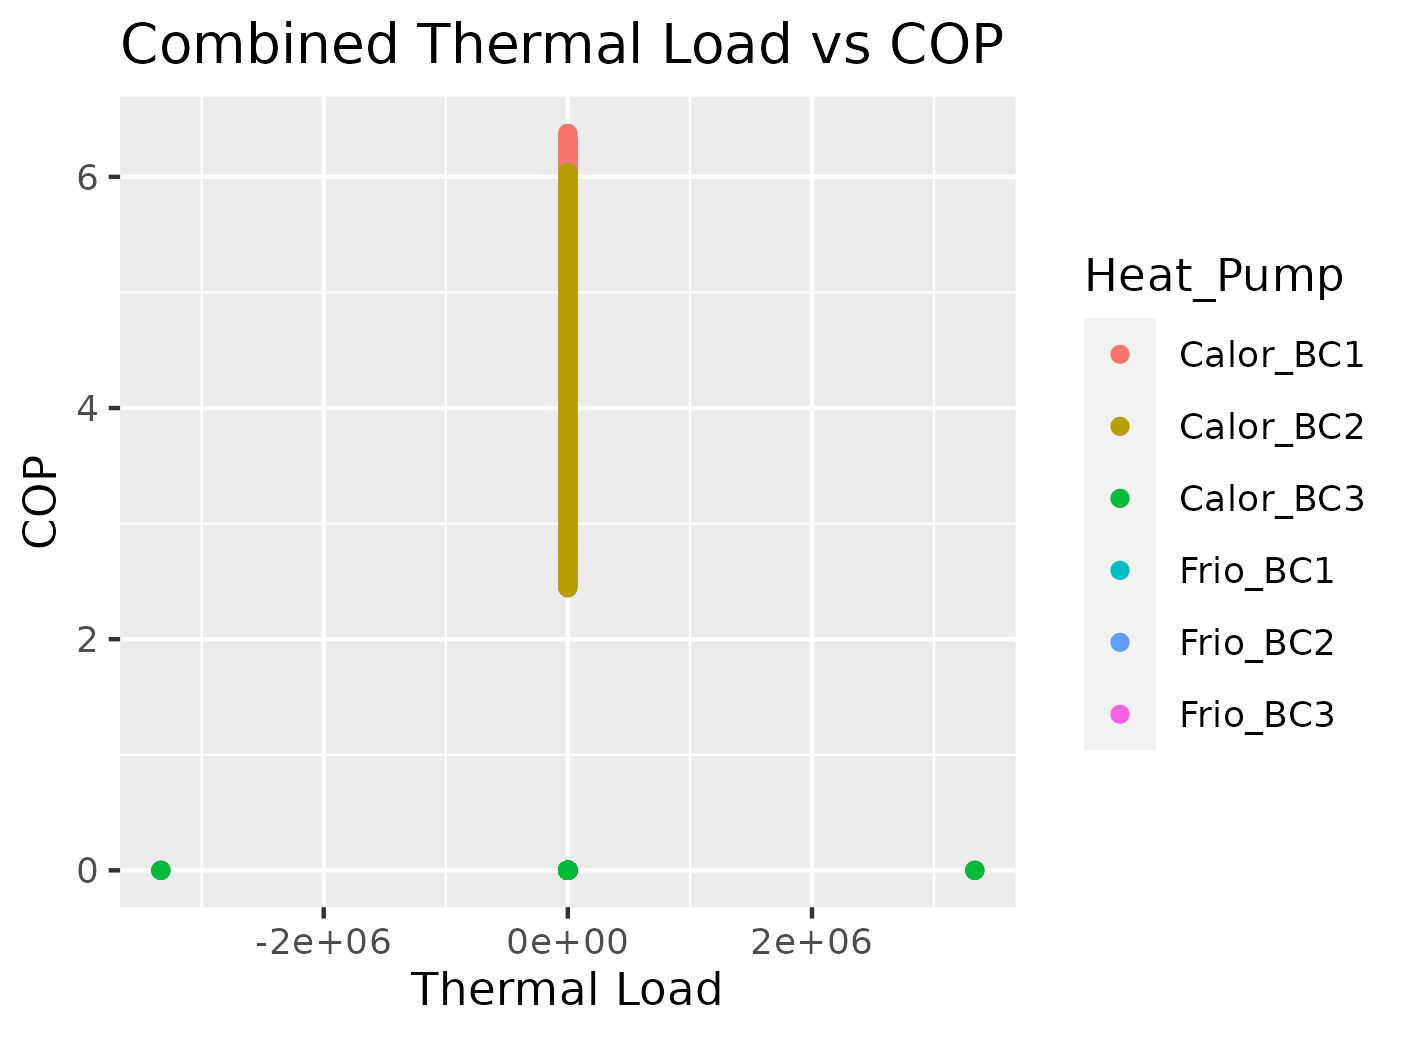 Combined Thermal Load vs COP
6
4
2
0
COP
-2e+06
0e+00
2e+06
Thermal Load
Heat_Pump
Calor_BC1
Calor_BC2
Calor_BC3
Frio_BC1
Frio_BC2
Frio_BC3